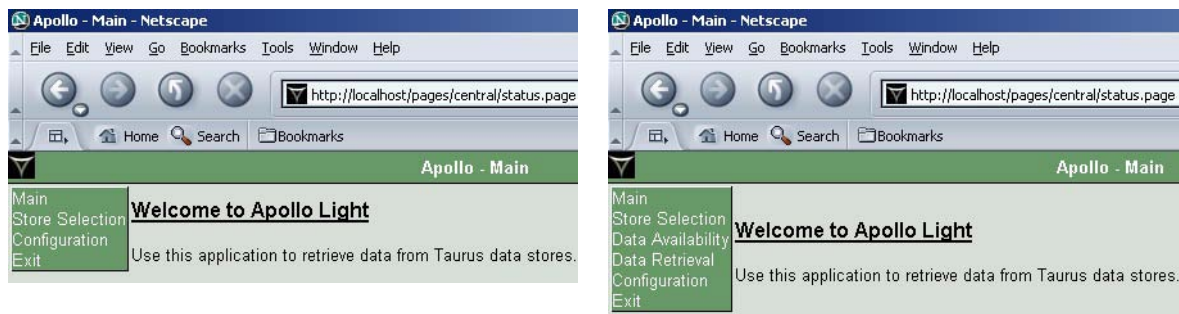 Apollo - Main - Netscape
File Edit View Go Bookmarks Tools Window Help
http://localhost/pages/central/status.page
Home Search Bookmarks
Apollo - Main
Main
Store Selection
Configuration
Exit
Welcome to Apollo Light
Use this application to retrieve data from Taurus data stores.
Apollo - Main - Netscape
File Edit View Go Bookmarks Tools Window Help
http://localhost/pages/central/status.page
Home Search Bookmarks
Apollo - Main
Main
Store Selection
Data Availability
Data Retrieval
Configuration
Exit
Welcome to Apollo Light
Use this application to retrieve data from Taurus data stores.